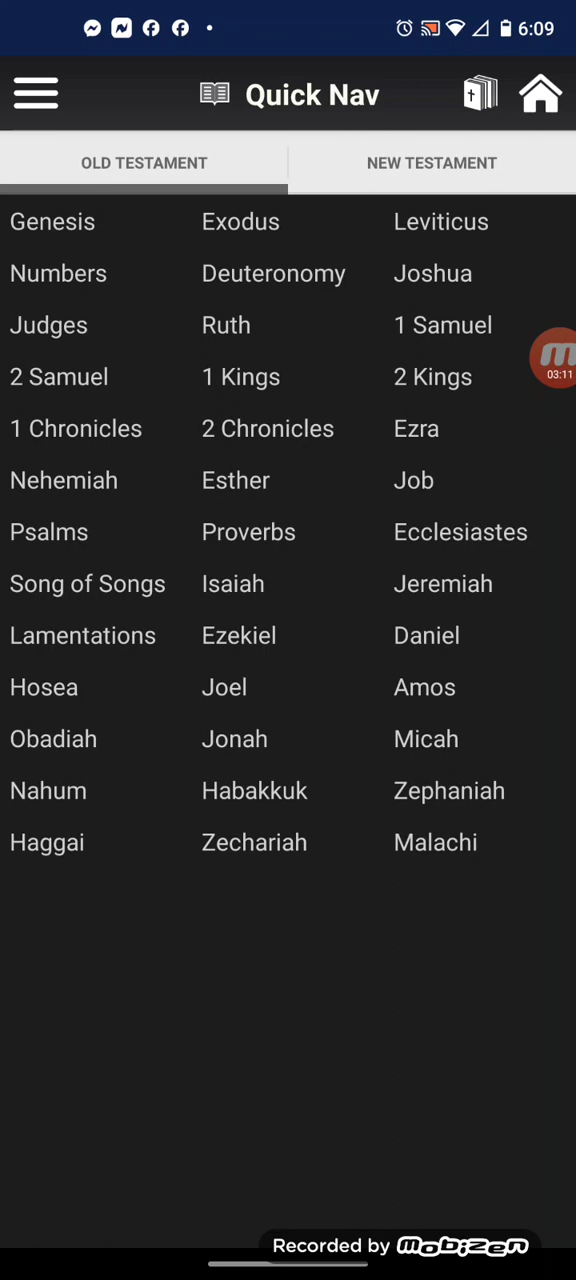 6:09
Quick Nav
OLD TESTAMENT NEW TESTAMENT
Genesis Exodus Leviticus
Numbers Deuteronomy Joshua
Judges Ruth 1 Samuel
2 Samuel 1 Kings 2 Kings
03:11
1 Chronicles 2 Chronicles Ezra
Nehemiah Esther Job
Psalms Proverbs Ecclesiastes
Song of Songs Isaiah Jeremiah
Lamentations Ezekiel Daniel
Hosea Joel Amos
Obadiah Jonah Micah
Nahum Habakkuk Zephaniah
Haggai Zechariah Malachi
Recorded by mobizen